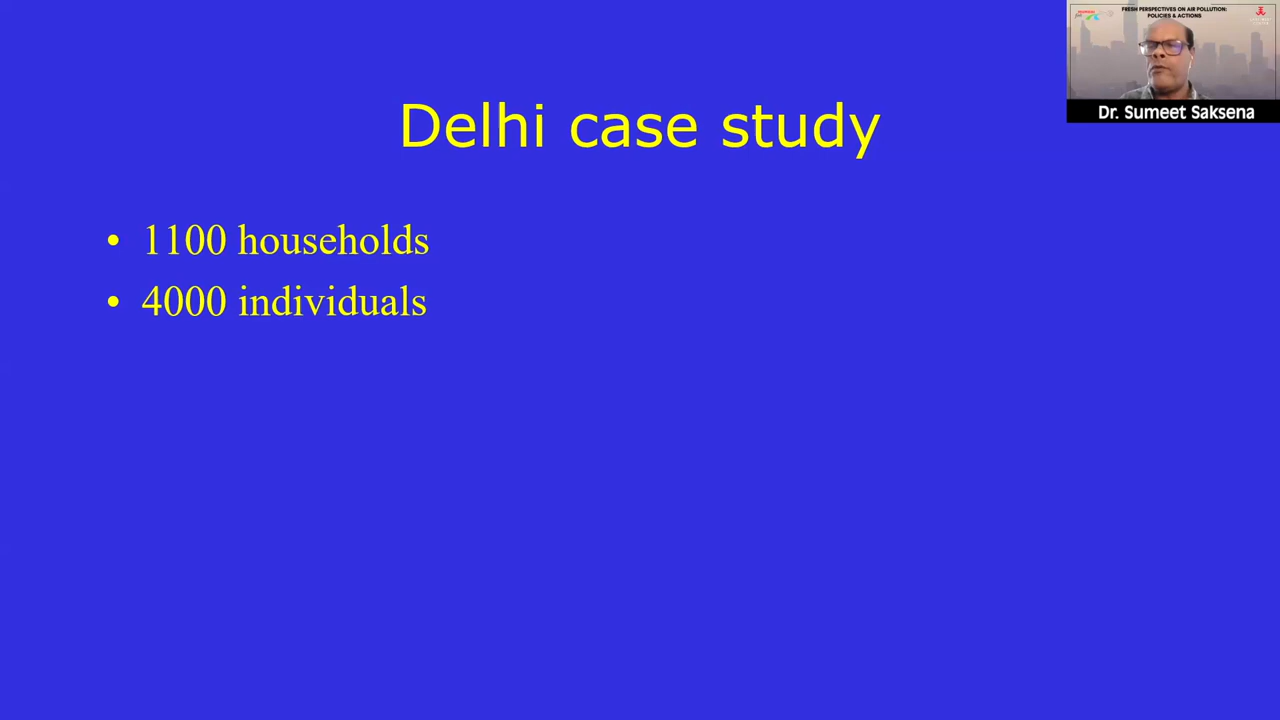 FRESH PERSPECTIVES ON AIR POLLUTION:
POLICIES & ACTIONS
Dr. Sumeet Saksena
Delhi case study
• 1100 households
• 4000 individuals